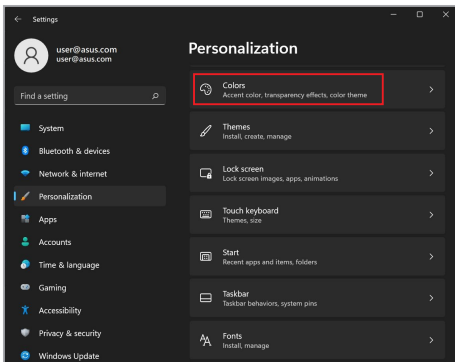 Settings
user@asus.com
user@asus.com
Find a setting
System
Bluetooth & devices
Network & internet
Personalization
Apps
Accounts
Time & language
Gaming
Accessibility
Privacy & security
Windows Update
Personalization
Colors
Accent color, transparency effects, color theme
Themes
Install, create, manage
Lock screen
Lock screen images, apps, animations
Touch keyboard
Themes, size
Start
Recent apps and items, folders
Taskbar
Taskbar behaviors, system pins
Fonts
Install, manage